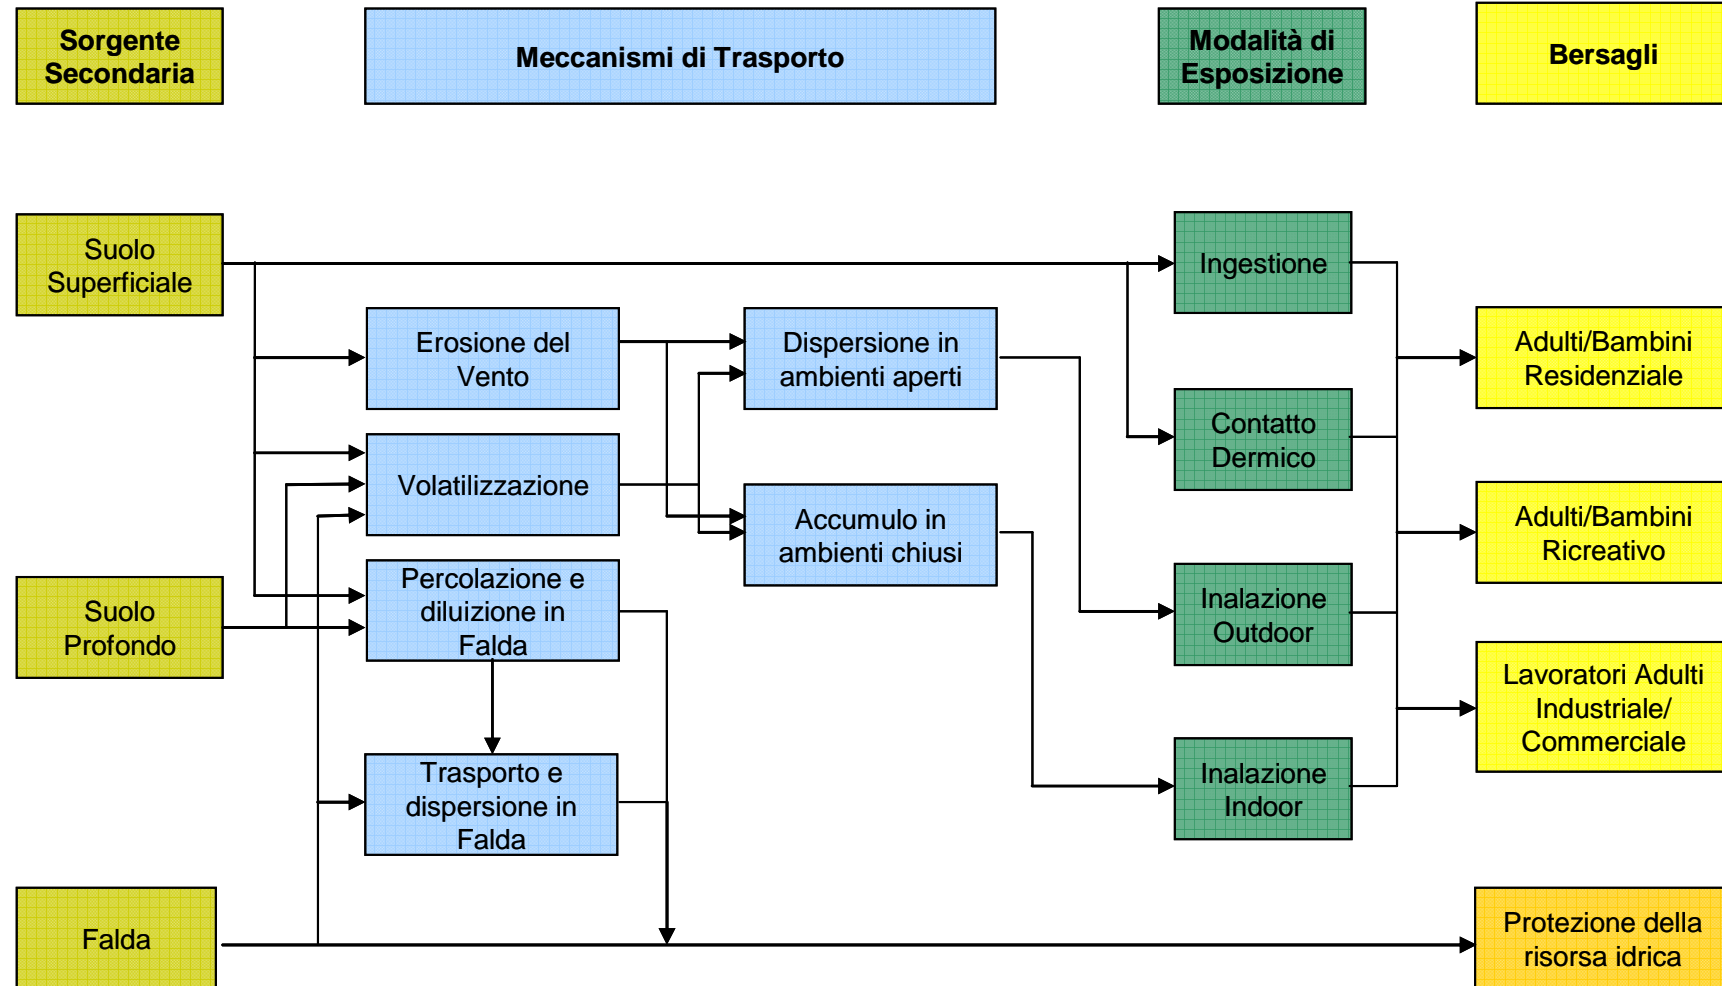 Sorgente
Secondaria
Meccanismi di Trasporto
Modalità di
Esposizione
Bersagli
Suolo
Superficiale
Ingestione
Erosione del
Vento
Dispersione in
ambienti aperti
Adulti/Bambini
Residenziale
Contatto
Dermico
Volatilizzazione
Accumulo in
ambienti chiusi
Adulti/Bambini
Ricreativo
Suolo
Profondo
Percolazione e
diluizione in
Falda
Inalazione
Outdoor
Lavoratori Adulti
Industriale/
Commerciale
Trasporto e
dispersione in
Falda
Inalazione
Indoor
Falda
Protezione della
risorsa idrica